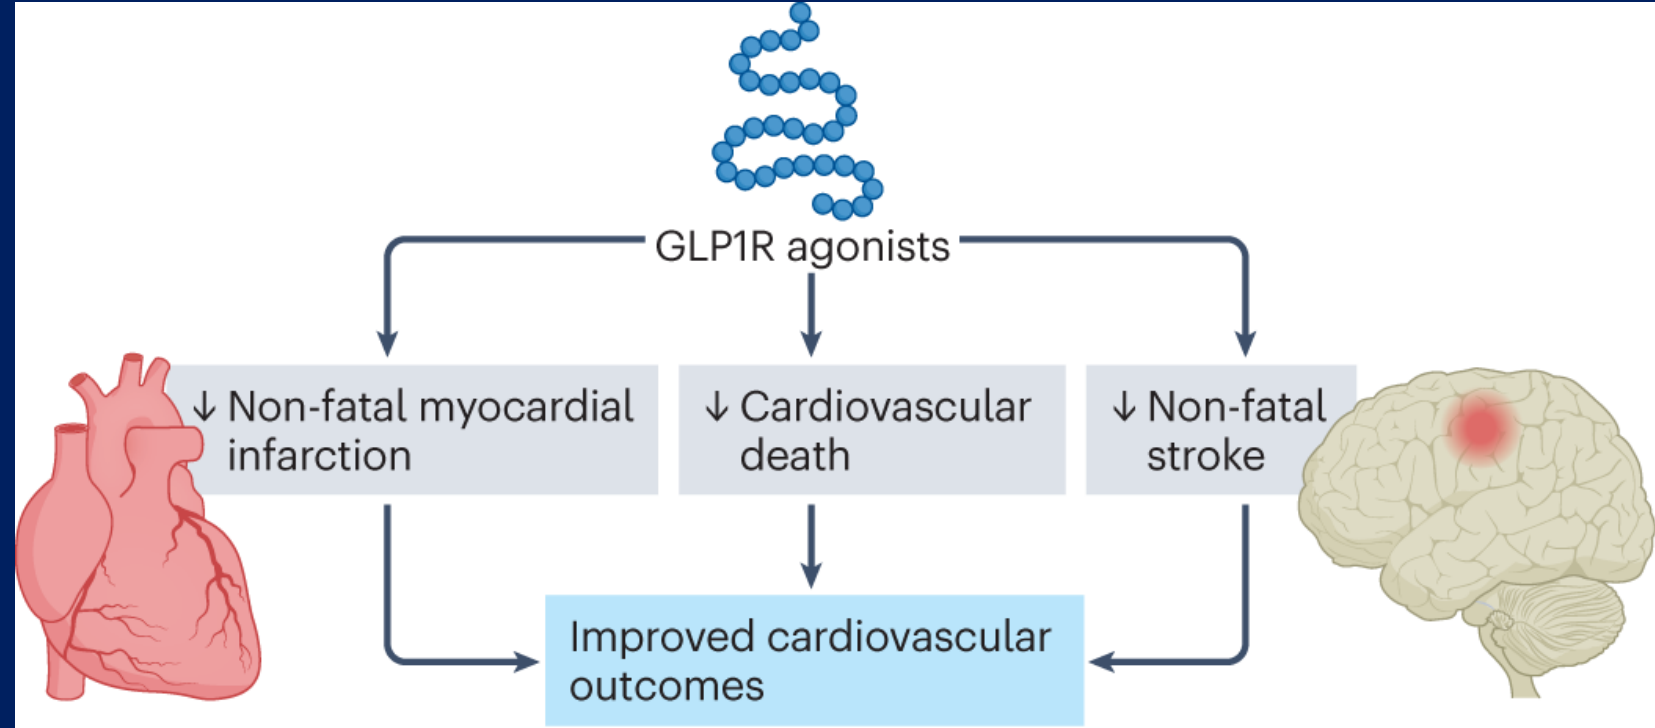 GLP1R agonists
↓ Non-fatal myocardial
infarction
↓ Cardiovascular
death
↓ Non-fatal
stroke
Improved cardiovascular
outcomes